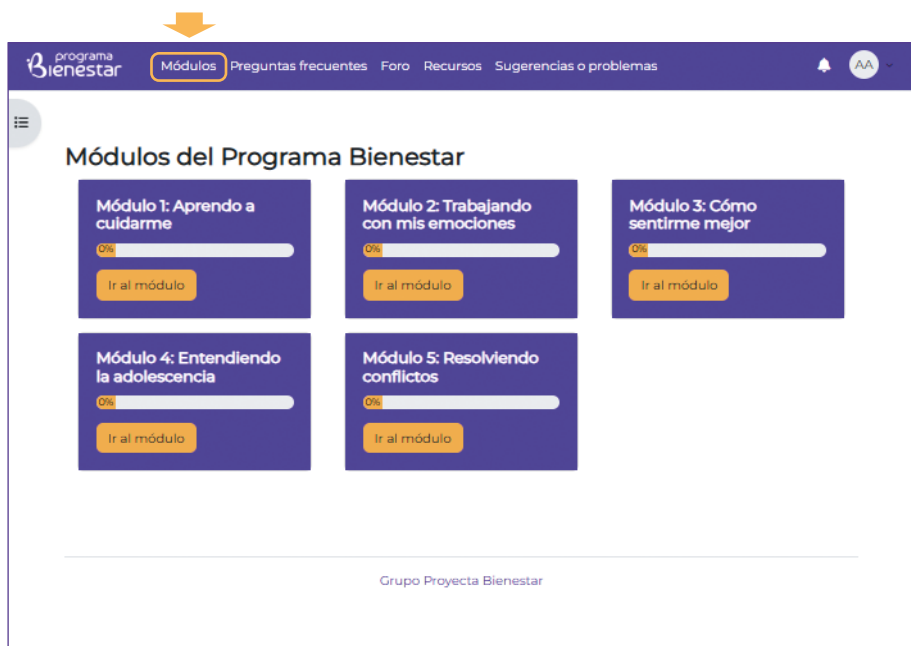 programa
Bienestar
Módulos Preguntas frecuentes Foro Recursos Sugerencias o problemas
AA
Módulos del Programa Bienestar
Módulo 1: Aprendo a
cuidarme
0%
Ir al módulo
Módulo 2: Trabajando
con mis emociones
0%
Ir al módulo
Módulo 3: Cómo
sentirme mejor
0%
Ir al módulo
Módulo 4: Entendiendo
la adolescencia
0%
Ir al módulo
Módulo 5: Resolviendo
conflictos
0%
Ir al módulo
Grupo Proyecta Bienestar